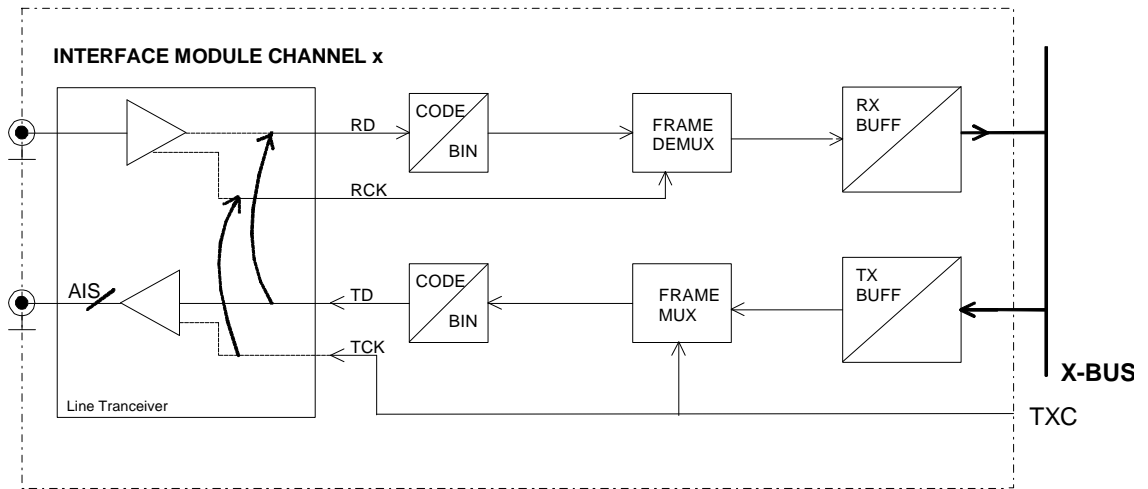 INTERFACE MODULE CHANNEL x
RD
CODE
BIN
FRAME
DEMUX
RX
BUFF
RCK
AIS
TD
CODE
BIN
FRAME
MUX
TX
BUFF
TCK
X-BUS
Line Tranceiver
TXC